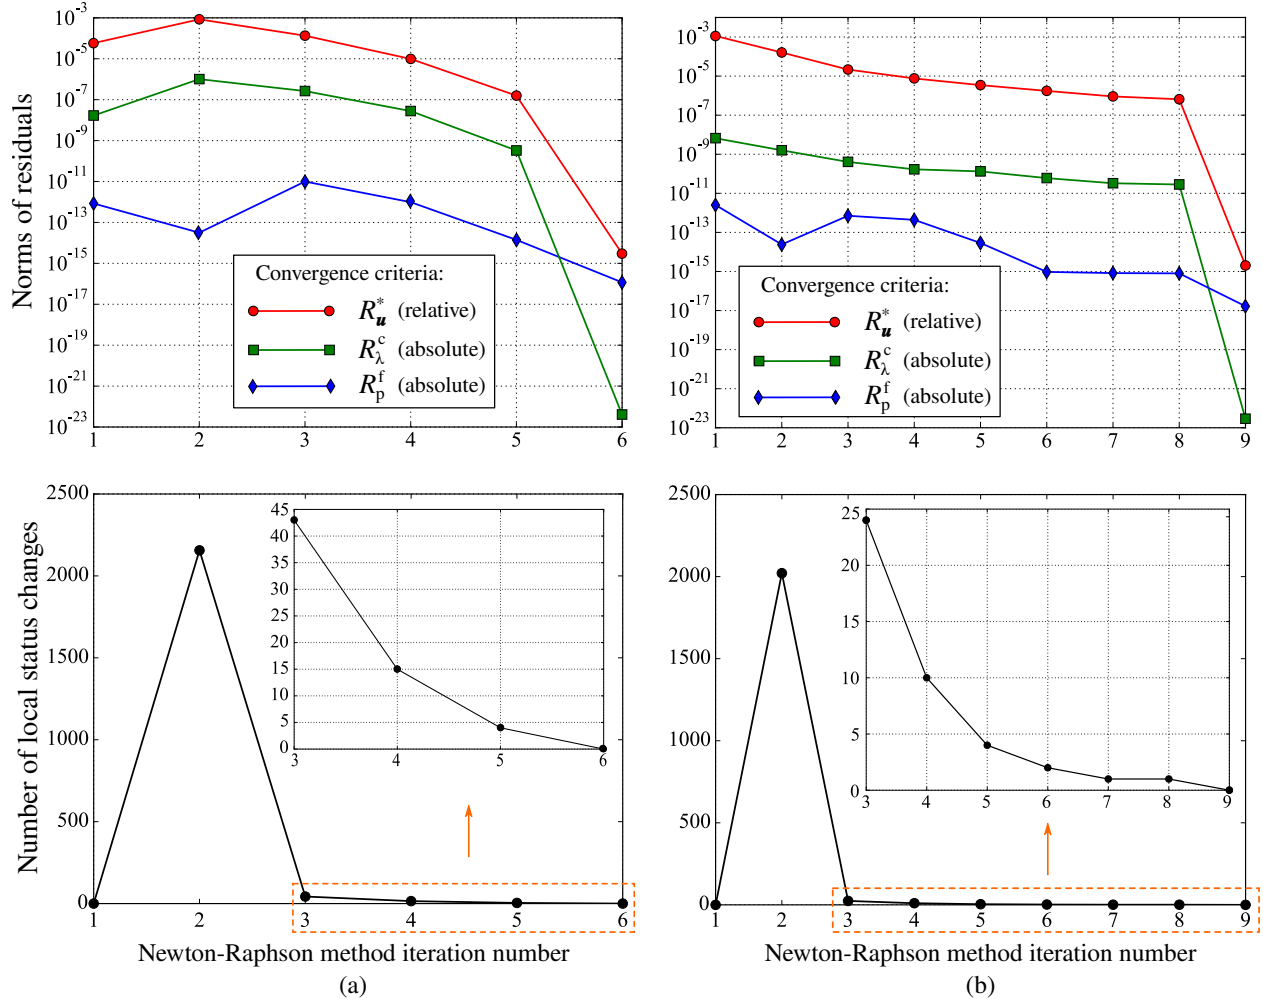 Norms of residuals
10^-3
10^-5
10^-7
10^-9
10^-11
10^-13
10^-15
10^-17
10^-19
10^-21
10^-23
1 2 3 4 5 6
Convergence criteria:
R_u^* (relative)
R_λ^c (absolute)
R_p^f (absolute)
10^-3
10^-5
10^-7
10^-9
10^-11
10^-13
10^-15
10^-17
10^-19
10^-21
10^-23
1 2 3 4 5 6 7 8 9
Convergence criteria:
R_u^* (relative)
R_λ^c (absolute)
R_p^f (absolute)
Number of local status changes
2500
2000
1500
1000
500
0
1 2 3 4 5 6
45
40
35
30
25
20
15
10
5
0
3 4 5 6
Newton-Raphson method iteration number
(a)
2500
2000
1500
1000
500
0
1 2 3 4 5 6 7 8 9
25
20
15
10
5
0
3 4 5 6 7 8 9
Newton-Raphson method iteration number
(b)